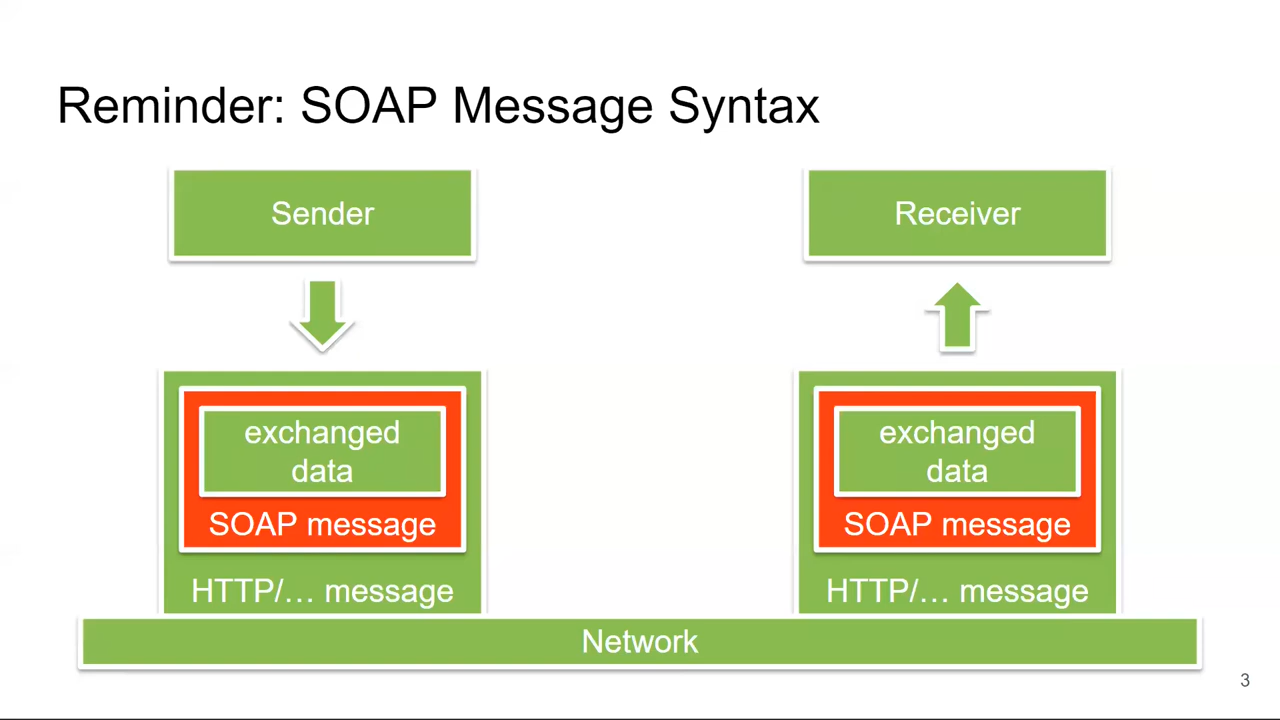 Reminder: SOAP Message Syntax
Sender
Receiver
exchanged
data
SOAP message
HTTP/… message
exchanged
data
SOAP message
HTTP/… message
Network
3